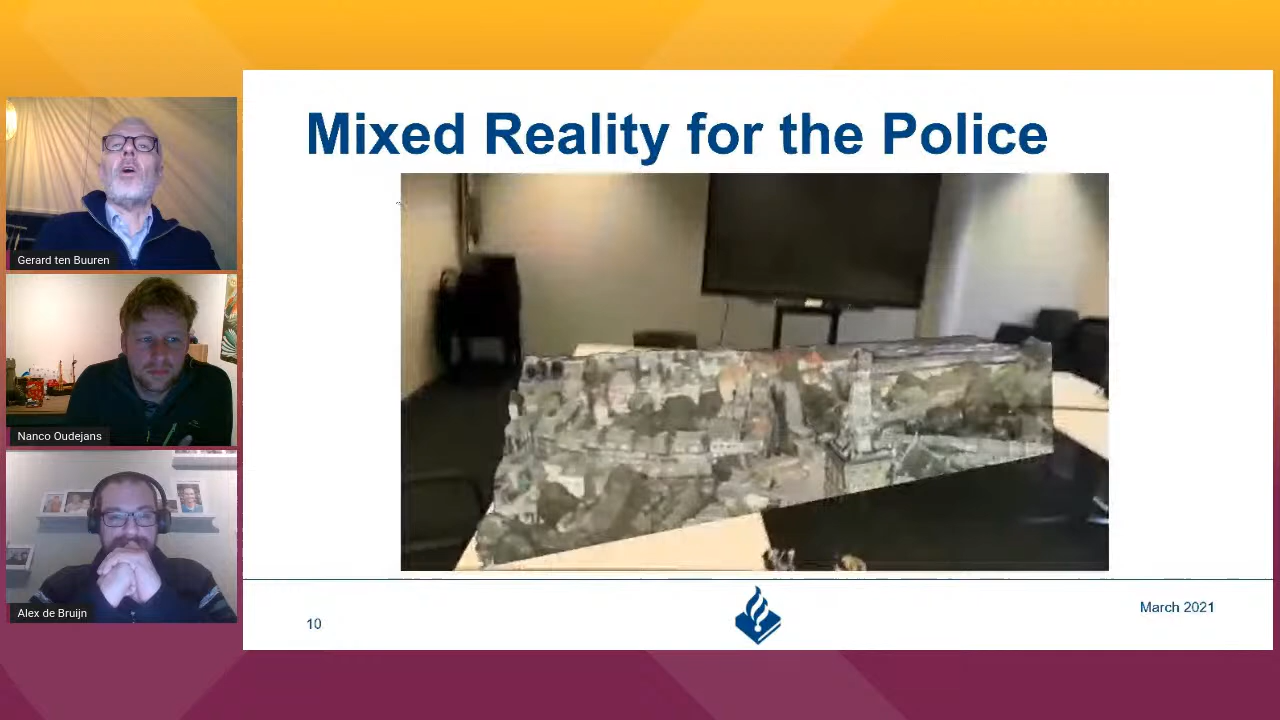 Mixed Reality for the Police
Gerard ten Buuren
Nanco Oudejans
Alex de Bruijn
10
March 2021